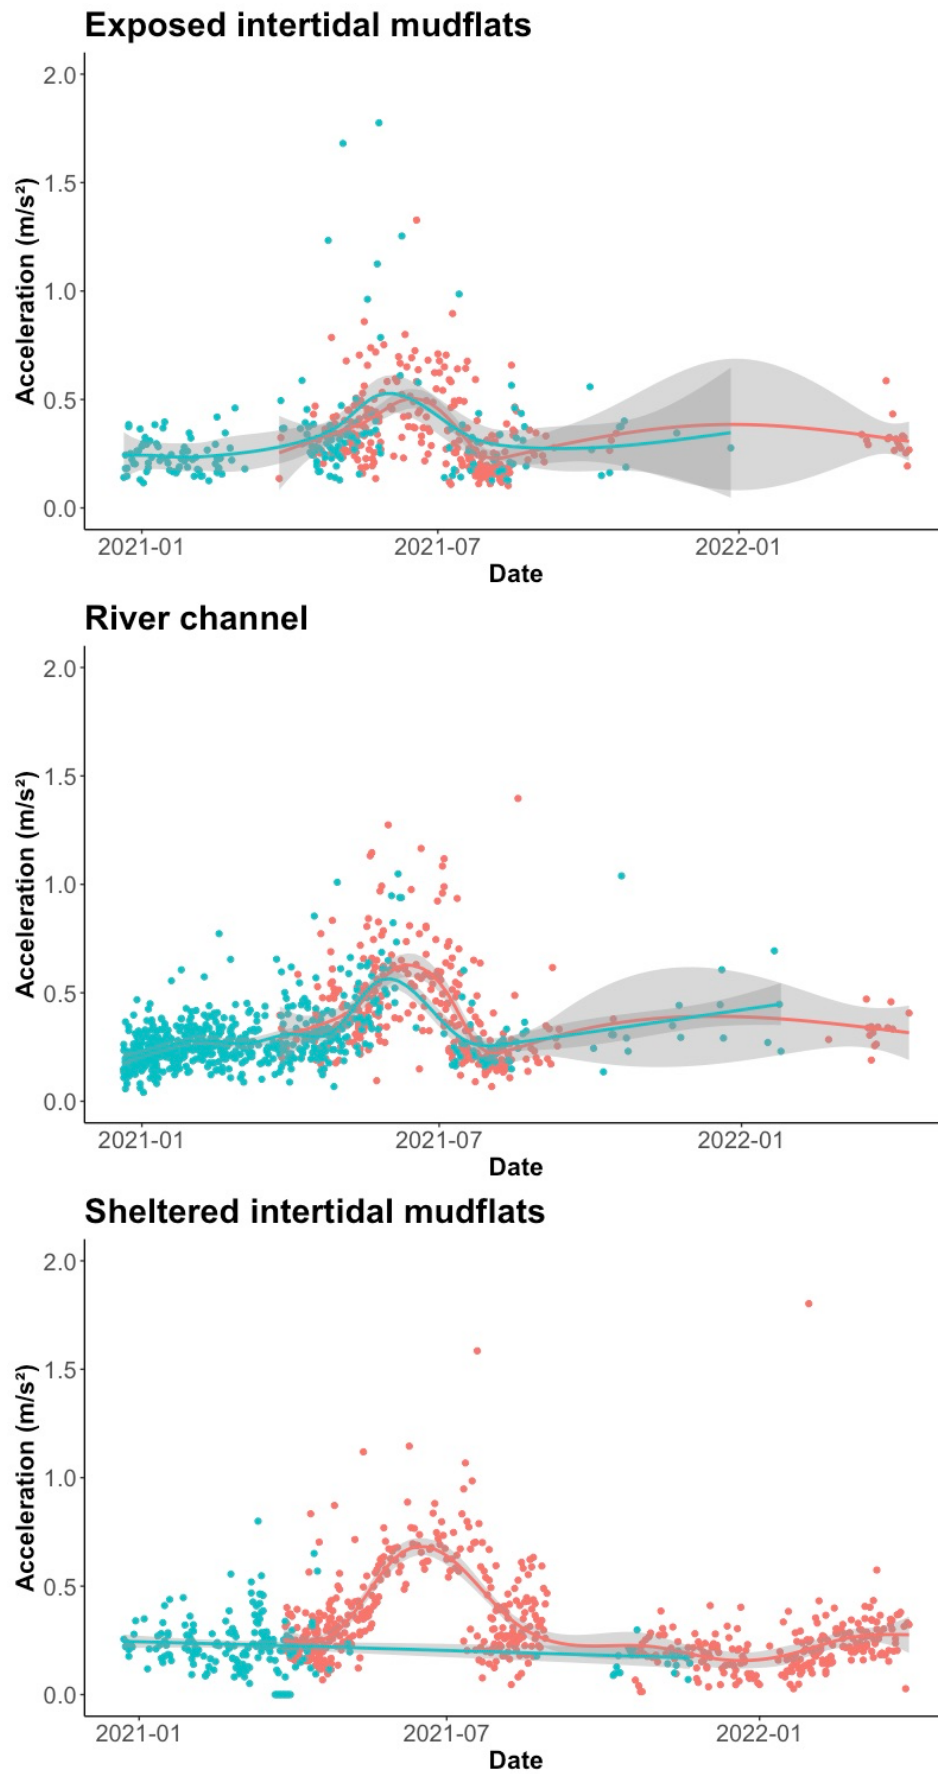 Exposed intertidal mudflats
2.0
1.5
1.0
0.5
0.0
Acceleration (m/s²)
2021-01 2021-07 2022-01
Date
River channel
2.0
1.5
1.0
0.5
0.0
Acceleration (m/s²)
2021-01 2021-07 2022-01
Date
Sheltered intertidal mudflats
2.0
1.5
1.0
0.5
0.0
Acceleration (m/s²)
2021-01 2021-07 2022-01
Date